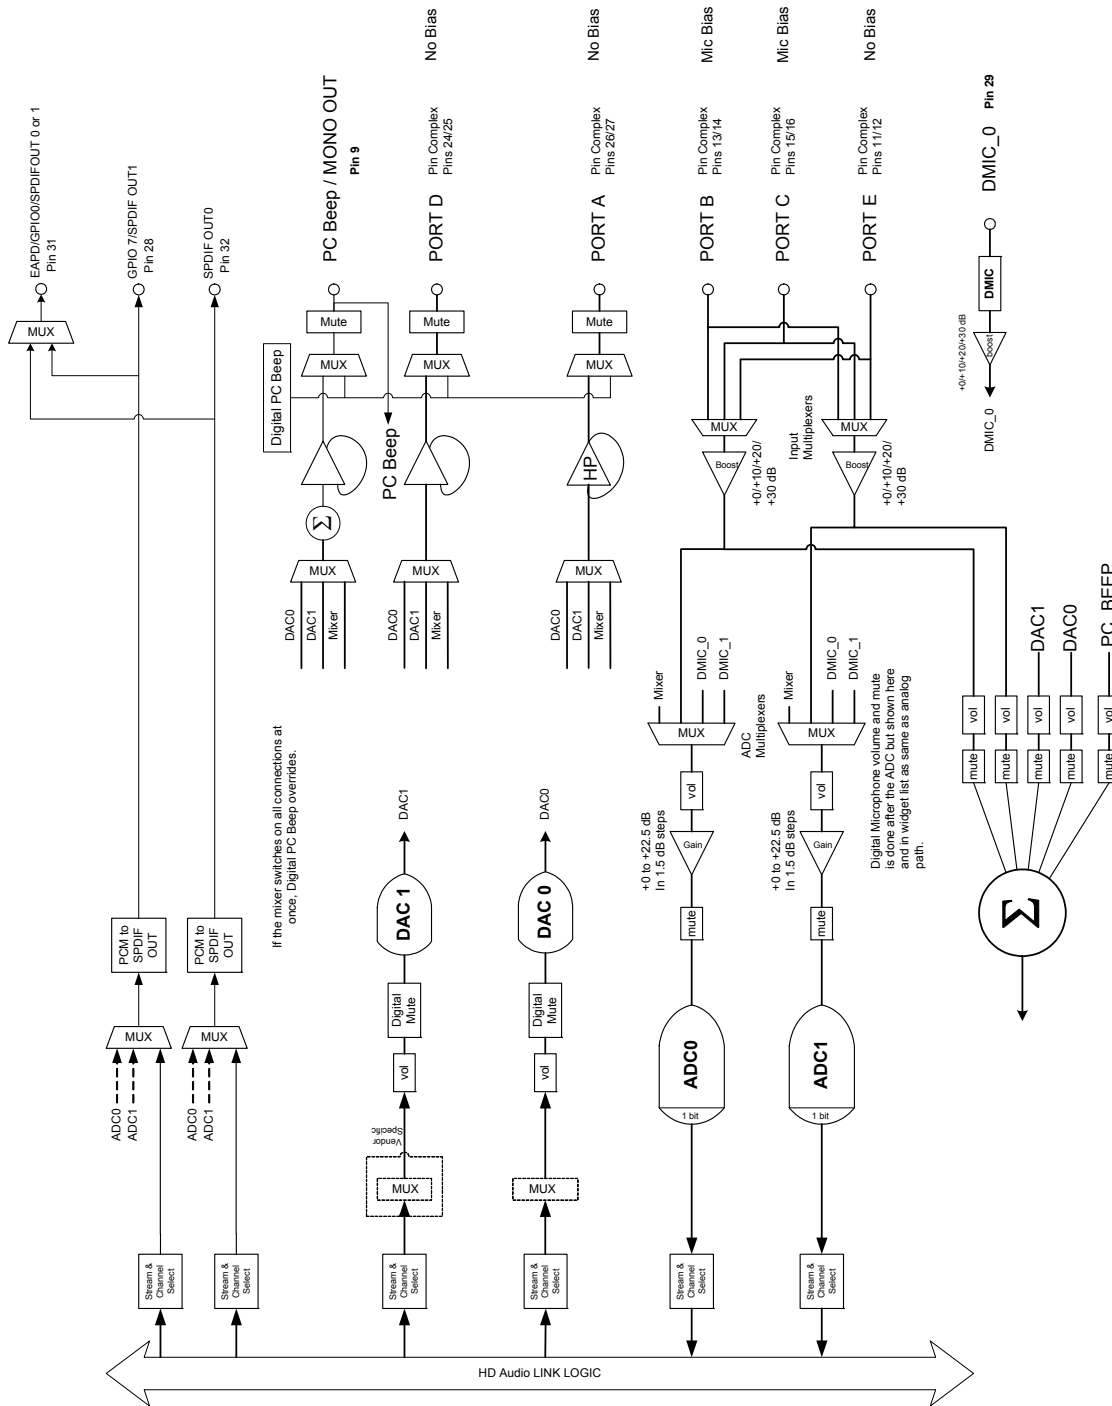 EAPD/GPIO0/SPDIFOUT 0 or 1
Pin 31
GPIO 7/SPDIF OUT1
Pin 28
SPDIF OUT0
Pin 32
MUX
PC Beep / MONO OUT
Pin 9
No Bias
Pin Complex
Pins 24/25
PORT D
No Bias
Pin Complex
Pins 26/27
PORT A
Mic Bias
Pin Complex
Pins 13/14
PORT B
Mic Bias
Pin Complex
Pins 15/16
PORT C
No Bias
Pin Complex
Pins 11/12
PORT E
Pin 29
DMIC_0
DMIC
+0/+10/+20/+30 dB
boost
DMIC_0
Digital PC Beep
Mute
Mute
Mute
MUX
MUX
MUX
PC Beep
HP
Σ
MUX
MUX
MUX
DAC0
DAC1
Mixer
DAC0
DAC1
Mixer
DAC0
DAC1
Mixer
MUX
MUX
Input
Multiplexers
Boost
+0/+10/+20/
+30 dB
Boost
+0/+10/+20/
+30 dB
Mixer
DMIC_0
DMIC_1
Mixer
DMIC_0
DMIC_1
MUX
MUX
ADC
Multiplexers
vol
vol
+0 to +22.5 dB
In 1.5 dB steps
Gain
+0 to +22.5 dB
In 1.5 dB steps
Gain
mute
mute
Digital Microphone volume and mute
is done after the ADC but shown here
and in widget list as same as analog
path.
DAC1
DAC0
PC_BEEP
vol
vol
vol
vol
vol
mute
mute
mute
mute
mute
Σ
If the mixer switches on all connections at
once, Digital PC Beep overrides.
DAC1
DAC0
DAC 1
DAC 0
Digital
Mute
Digital
Mute
vol
vol
Vendor
Specific
MUX
MUX
PCM to
SPDIF
OUT
PCM to
SPDIF
OUT
MUX
MUX
ADC0
ADC1
ADC0
ADC1
ADC0
1 bit
ADC1
1 bit
Stream &
Channel
Select
Stream &
Channel
Select
Stream &
Channel
Select
Stream &
Channel
Select
Stream &
Channel
Select
Stream &
Channel
Select
HD Audio LINK LOGIC